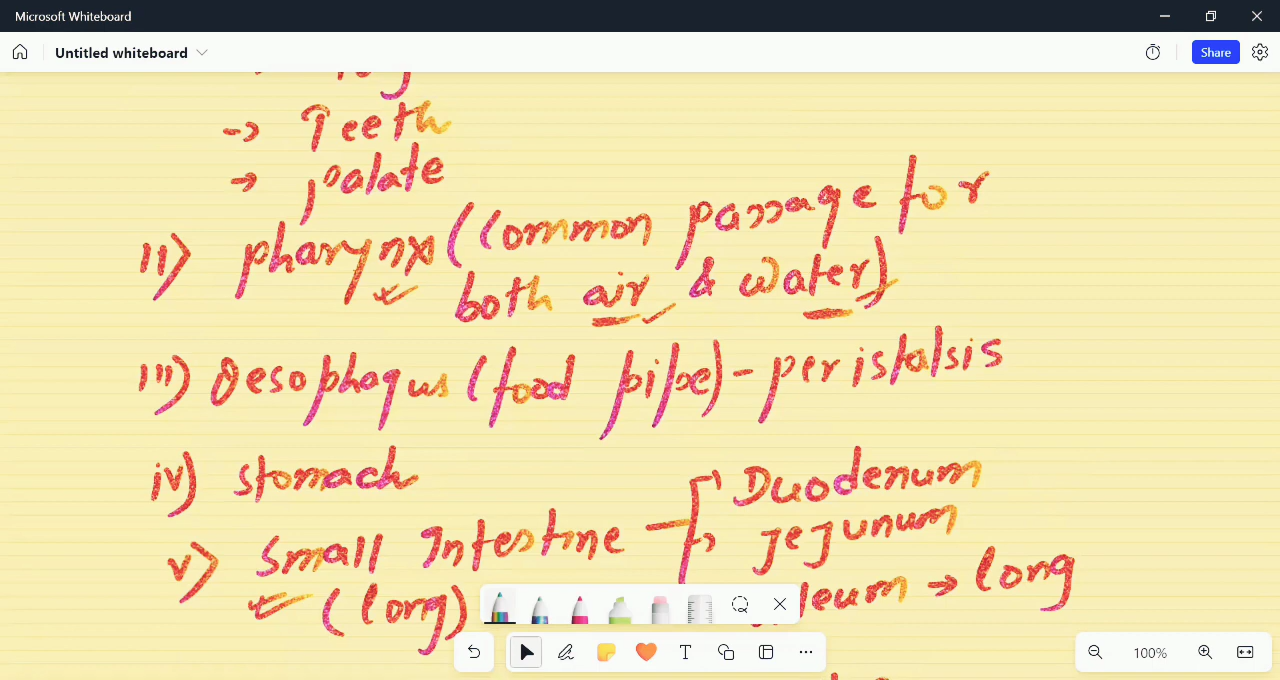 Microsoft Whiteboard
Untitled whiteboard
Share
-> Teeth
-> palate
ii) pharynx (Common passage for
both air & water)
iii) Oesophagus (food pipe) - peristalsis
iv) stomach
v) Small Intestine
(long)
Duodenum
Jejunum
Ileum -> long
100%